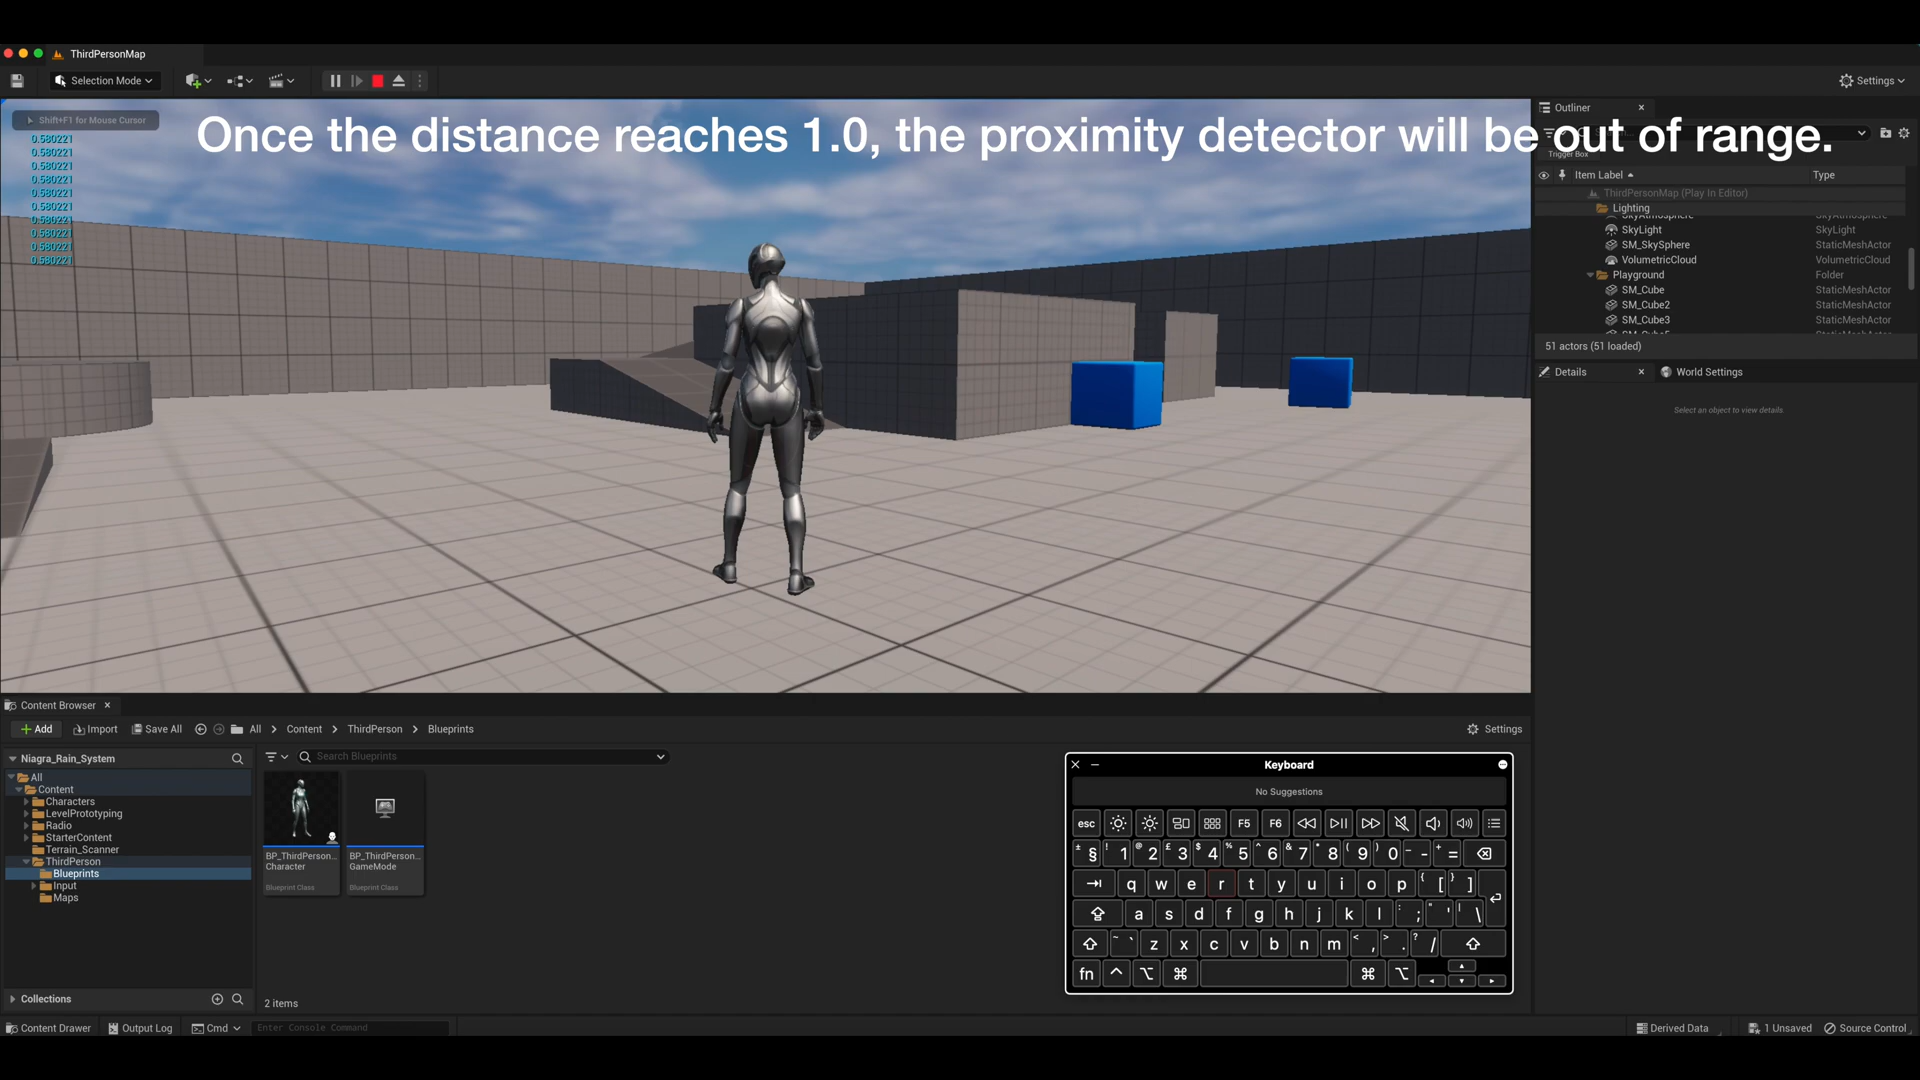 ThirdPersonMap
Selection Mode
Settings
Shift+F1 for Mouse Cursor
0.580221
0.580221
0.580221
0.580221
0.580221
0.580221
0.580221
0.580221
0.580221
0.580221
Once the distance reaches 1.0, the proximity detector will be out of range.
Outliner
Trigger Box
Item Label Type
ThirdPersonMap (Play In Editor)
Lighting
SkyAtmosphere SkyAtmosphere
SkyLight SkyLight
SM_SkySphere StaticMeshActor
VolumetricCloud VolumetricCloud
Playground Folder
SM_Cube StaticMeshActor
SM_Cube2 StaticMeshActor
SM_Cube3 StaticMeshActor
51 actors (51 loaded)
Details World Settings
Select an object to view details
Content Browser
Add Import Save All All Content ThirdPerson Blueprints Settings
Niagra_Rain_System
All
Content
Characters
LevelPrototyping
Radio
StarterContent
Terrain_Scanner
ThirdPerson
Blueprints
Input
Maps
Collections
Search Blueprints
BP_ThirdPerson...
Character
Blueprint Class
BP_ThirdPerson...
GameMode
Blueprint Class
2 items
Keyboard
No Suggestions
esc F5 F6
± § ! 1 @ 2 £ 3 $ 4 % 5 ^ 6 & 7 * 8 ( 9 ) 0 _ - + =
q w e r t y u i o p { [ } ]
a s d f g h j k l : ; " ' | \
~ ` z x c v b n m < , > . ? /
fn ^ ⌥ ⌘ ⌘ ⌥
Content Drawer Output Log Cmd Enter Console Command Derived Data 1 Unsaved Source Control